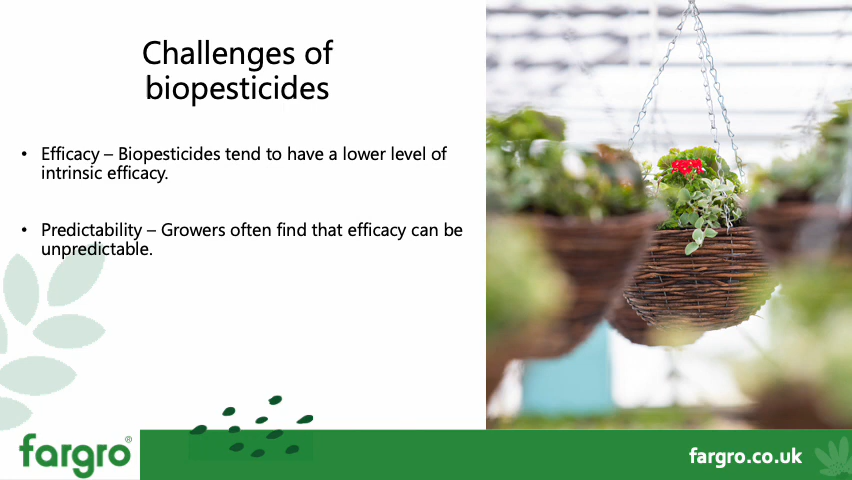 Challenges of
biopesticides
• Efficacy – Biopesticides tend to have a lower level of
intrinsic efficacy.
• Predictability – Growers often find that efficacy can be
unpredictable.
fargro®
fargro.co.uk